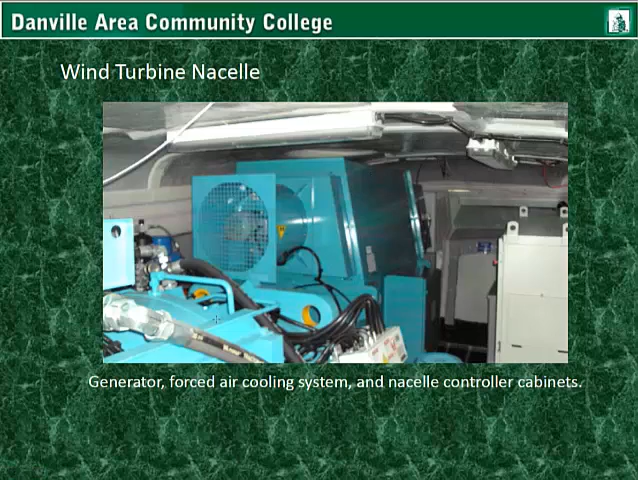 Danville Area Community College
Wind Turbine Nacelle
Generator, forced air cooling system, and nacelle controller cabinets.